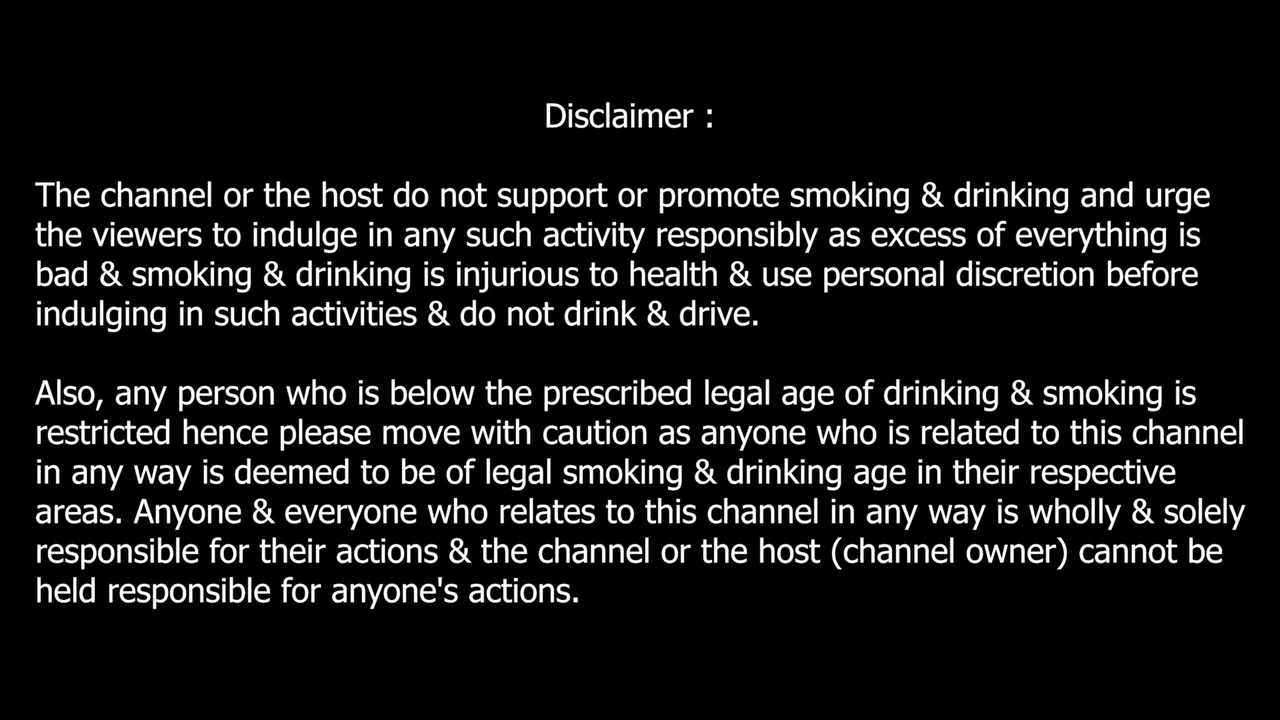 Disclaimer :
The channel or the host do not support or promote smoking & drinking and urge
the viewers to indulge in any such activity responsibly as excess of everything is
bad & smoking & drinking is injurious to health & use personal discretion before
indulging in such activities & do not drink & drive.
Also, any person who is below the prescribed legal age of drinking & smoking is
restricted hence please move with caution as anyone who is related to this channel
in any way is deemed to be of legal smoking & drinking age in their respective
areas. Anyone & everyone who relates to this channel in any way is wholly & solely
responsible for their actions & the channel or the host (channel owner) cannot be
held responsible for anyone's actions.